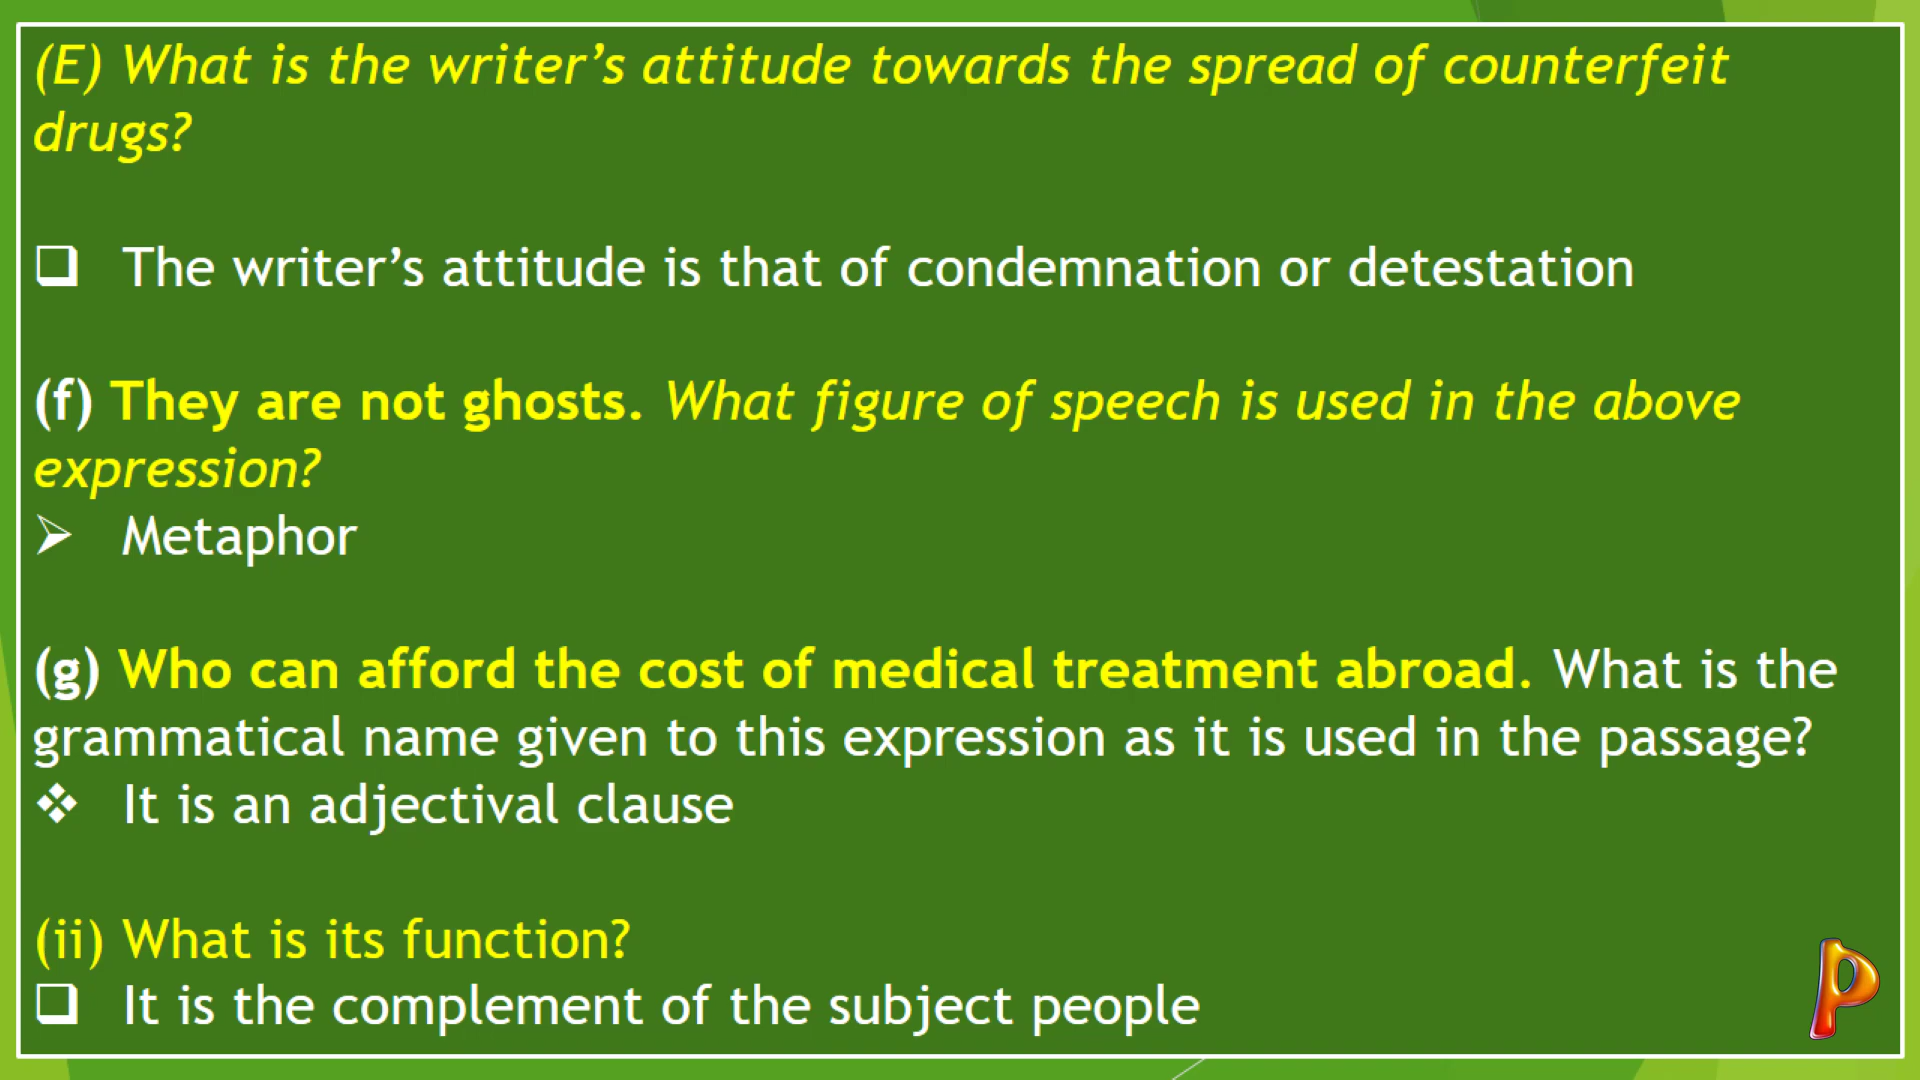 (E) What is the writer’s attitude towards the spread of counterfeit
drugs?
❑ The writer’s attitude is that of condemnation or detestation
(f) They are not ghosts. What figure of speech is used in the above
expression?
➢ Metaphor
(g) Who can afford the cost of medical treatment abroad. What is the
grammatical name given to this expression as it is used in the passage?
❖ It is an adjectival clause
(ii) What is its function?
❑ It is the complement of the subject people
P